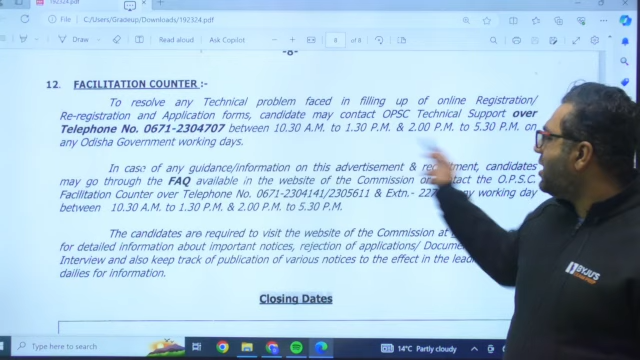 192324.pdf
File
C:/Users/Gradeup/Downloads/192324.pdf
Draw
Read aloud
Ask Copilot
8
of 8
-8-
12. FACILITATION COUNTER :-
To resolve any Technical problem faced in filling up of online Registration/
Re-registration and Application forms, candidate may contact OPSC Technical Support over
Telephone No. 0671-2304707 between 10.30 A.M. to 1.30 P.M. & 2.00 P.M. to 5.30 P.M. on
any Odisha Government working days.
In case of any guidance/information on this advertisement & recruitment, candidates
may go through the FAQ available in the website of the Commission or contact the O.P.S.C.
Facilitation Counter over Telephone No. 0671-2304141/2305611 & Extn.- working day
between 10.30 A.M. to 1.30 P.M. & 2.00 P.M. to 5.30 P.M.
The candidates are required to visit the website of the Commission at
for detailed information about important notices, rejection of applications/
Interview and also keep track of publication of various notices to the effect in the
dailies for information.
Closing Dates
BYJU'S
Type here to search
14°C Partly cloudy